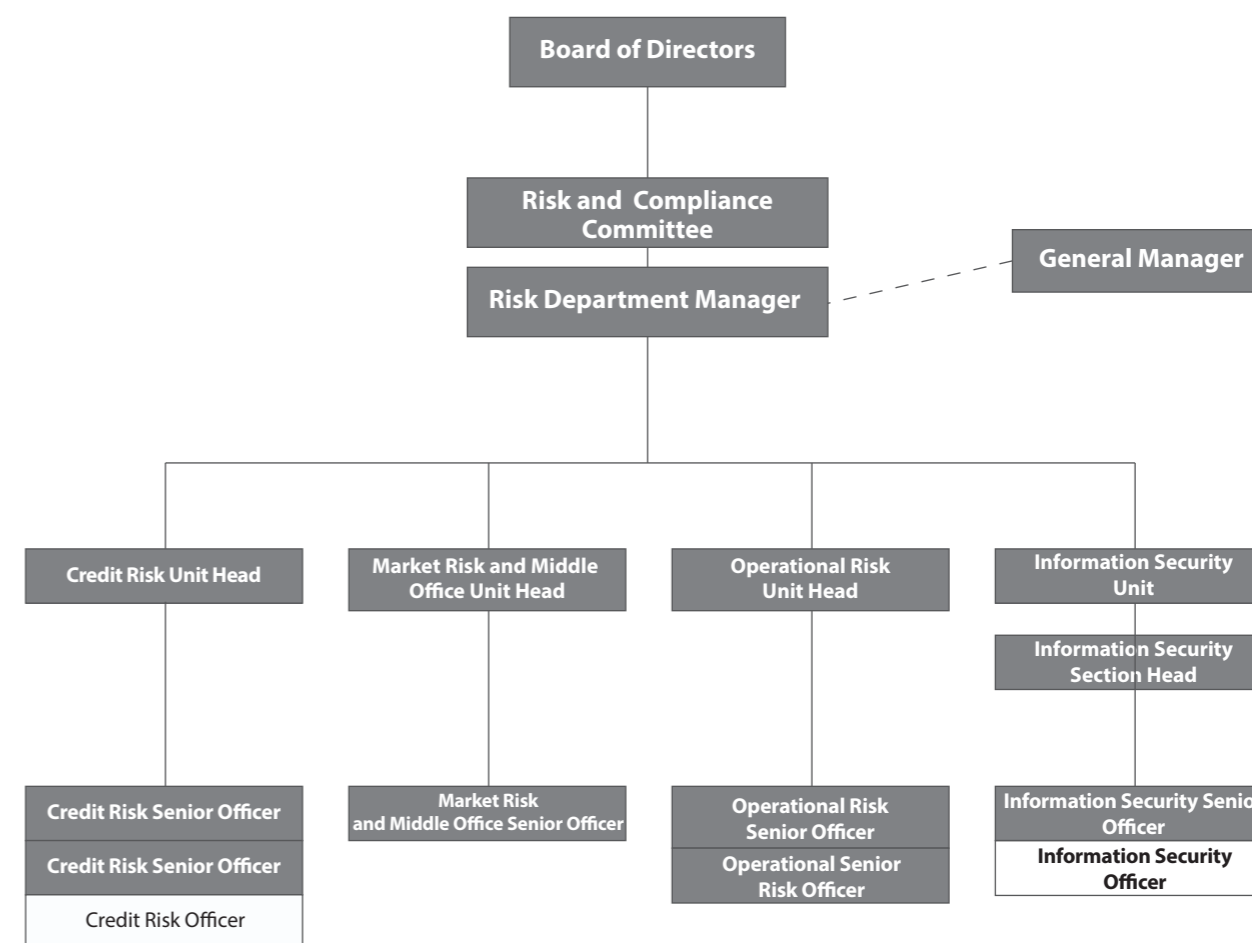 Board of Directors
Risk and Compliance
Committee
General Manager
Risk Department Manager
Credit Risk Unit Head
Market Risk and Middle
Office Unit Head
Operational Risk
Unit Head
Information Security
Unit
Information Security
Section Head
Credit Risk Senior Officer
Credit Risk Senior Officer
Credit Risk Officer
Market Risk
and Middle Office Senior Officer
Operational Risk
Senior Officer
Operational Senior
Risk Officer
Information Security Senio
Officer
Information Security
Officer